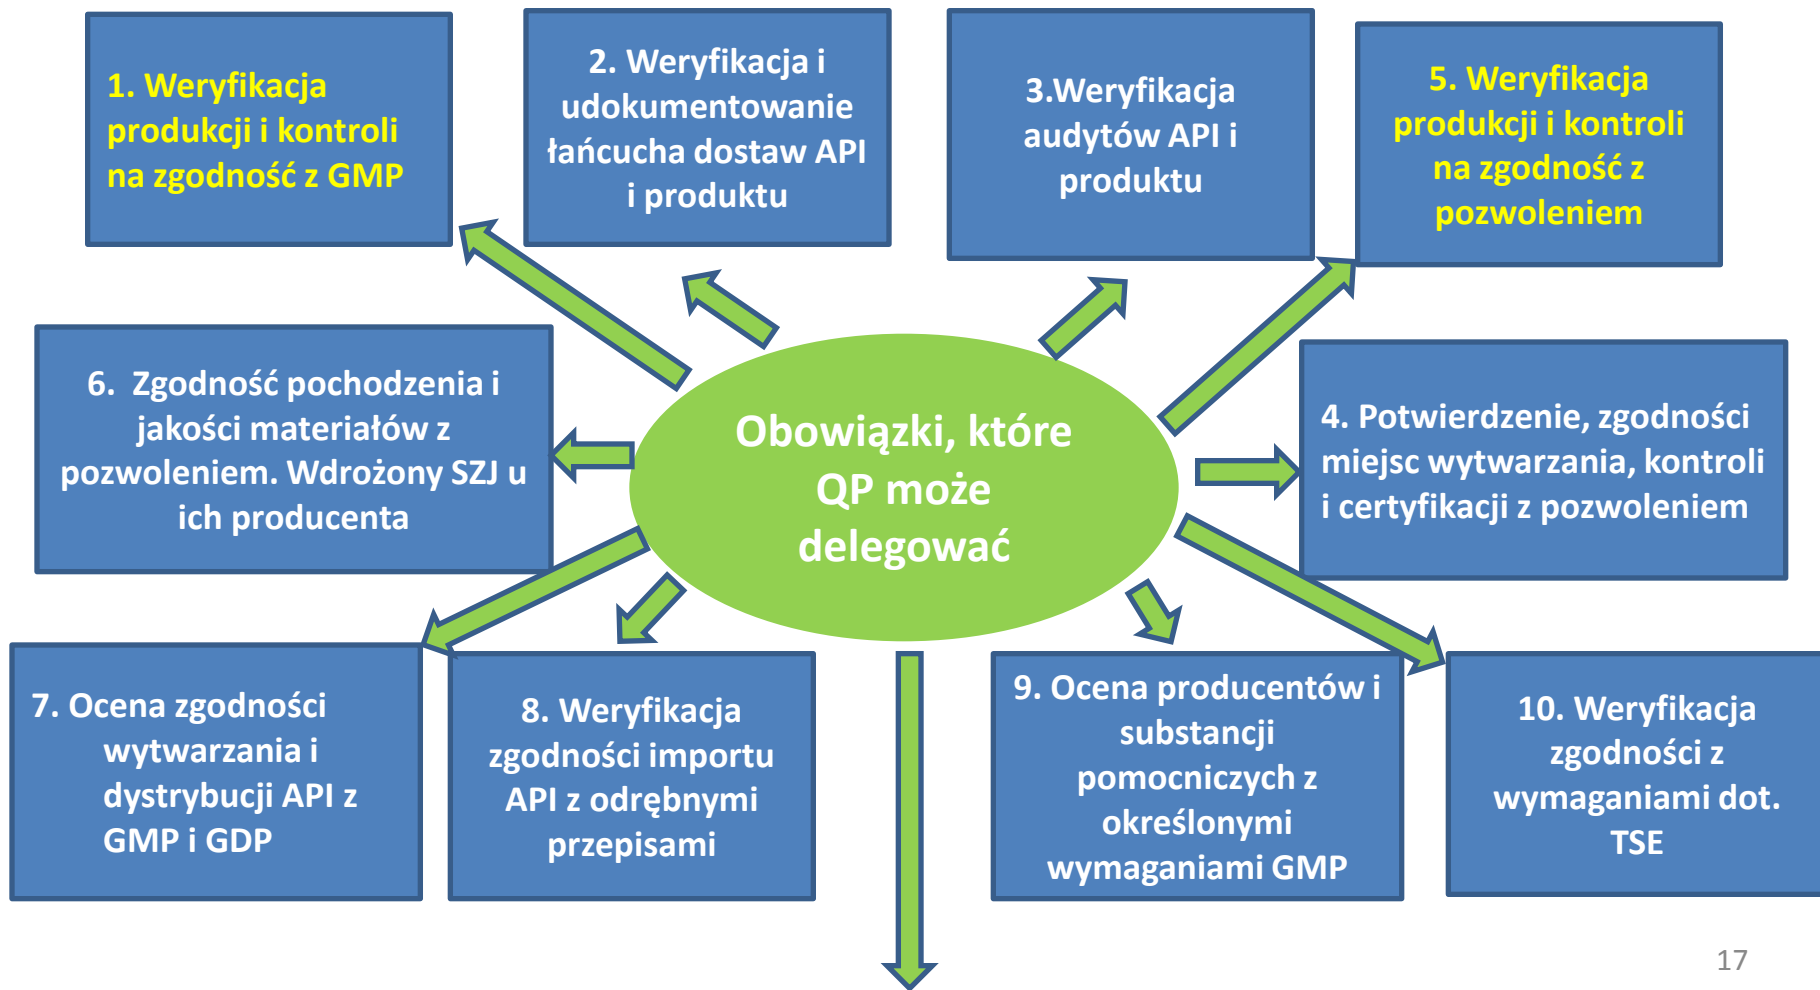 1. Weryfikacja
produkcji i kontroli
na zgodność z GMP
2. Weryfikacja i
udokumentowanie
łańcucha dostaw API
i produktu
3.Weryfikacja
audytów API i
produktu
5. Weryfikacja
produkcji i kontroli
na zgodność z
pozwoleniem
6. Zgodność pochodzenia i
jakości materiałów z
pozwoleniem. Wdrożony SZJ u
ich producenta
Obowiązki, które
QP może
delegować
4. Potwierdzenie, zgodności
miejsc wytwarzania, kontroli
i certyfikacji z pozwoleniem
7. Ocena zgodności
wytwarzania i
dystrybucji API z
GMP i GDP
8. Weryfikacja
zgodności importu
API z odrębnymi
przepisami
9. Ocena producentów i
substancji
pomocniczych z
określonymi
wymaganiami GMP
10. Weryfikacja
zgodności z
wymaganiami dot.
TSE
17